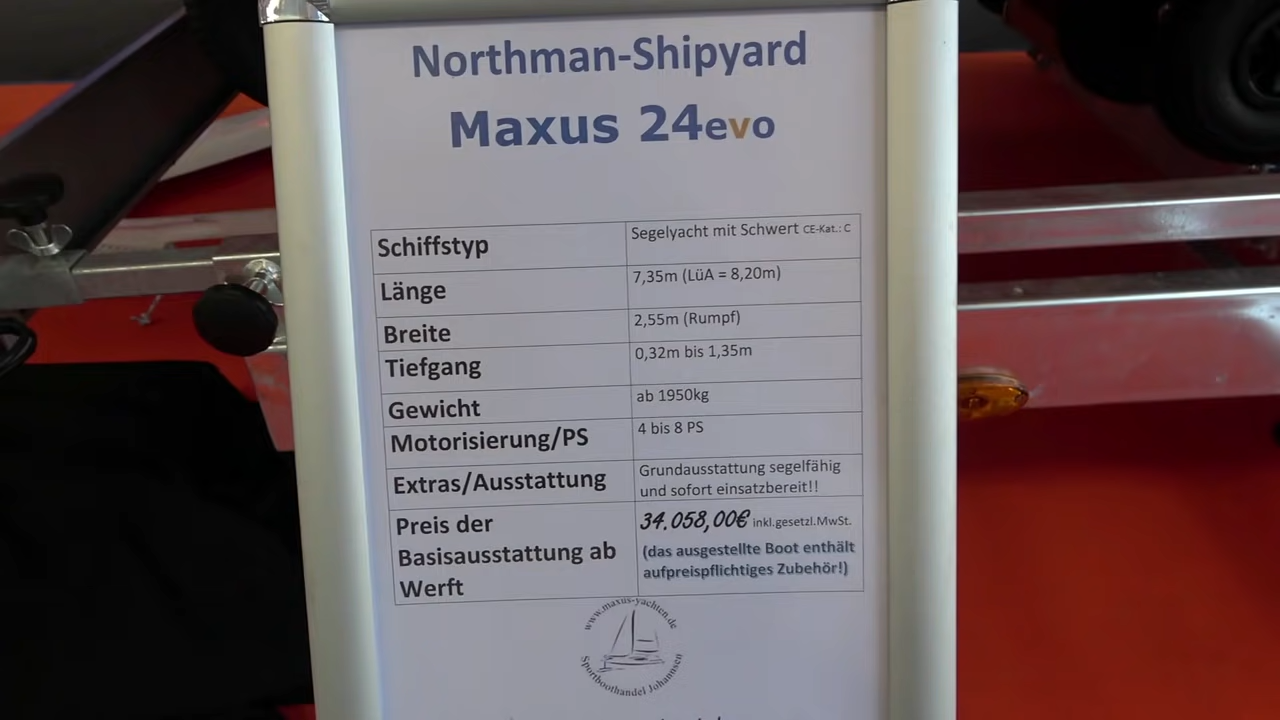 Northman-Shipyard
Maxus 24evo
Schiffstyp
Segelyacht mit Schwert CE-Kat.: C
Länge
7,35m (LüA = 8,20m)
Breite
2,55m (Rumpf)
Tiefgang
0,32m bis 1,35m
Gewicht
ab 1950kg
Motorisierung/PS
4 bis 8 PS
Extras/Ausstattung
Grundausstattung segelfähig
und sofort einsatzbereit!!
Preis der
Basisausstattung ab
Werft
34.058,00€ inkl.gesetzl.MwSt.
(das ausgestellte Boot enthält
aufpreispflichtiges Zubehör!)
www.maxus-yachten.de
Sportboothandel Johannsen